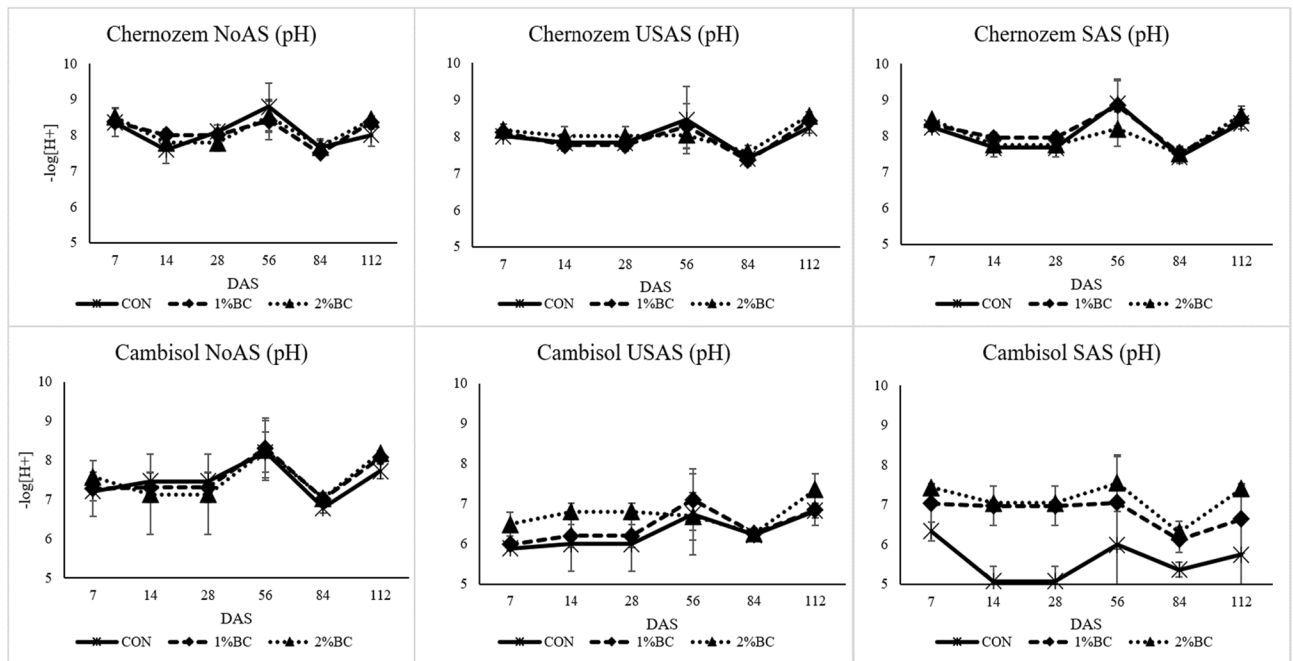 Chernozem NoAS (pH)
10
9
8
7
6
5
-log[H+]
7 14 28 56 84 112
DAS
CON 1%BC 2%BC
Chernozem USAS (pH)
10
9
8
7
6
5
7 14 28 56 84 112
DAS
CON 1%BC 2%BC
Chernozem SAS (pH)
10
9
8
7
6
5
7 14 28 56 84 112
DAS
CON 1%BC 2%BC
Cambisol NoAS (pH)
10
9
8
7
6
5
-log[H+]
7 14 28 56 84 112
DAS
CON 1%BC 2%BC
Cambisol USAS (pH)
10
9
8
7
6
5
7 14 28 56 84 112
DAS
CON 1%BC 2%BC
Cambisol SAS (pH)
10
9
8
7
6
5
7 14 28 56 84 112
DAS
CON 1%BC 2%BC